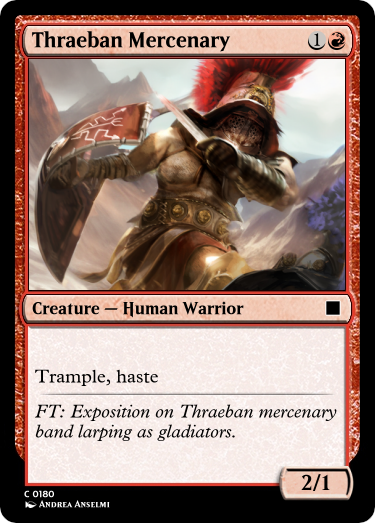 Thraeban Mercenary 1
Creature — Human Warrior
Trample, haste
FT: Exposition on Thraeban mercenary
band larping as gladiators.
2/1
C 0180
Andrea Anselmi